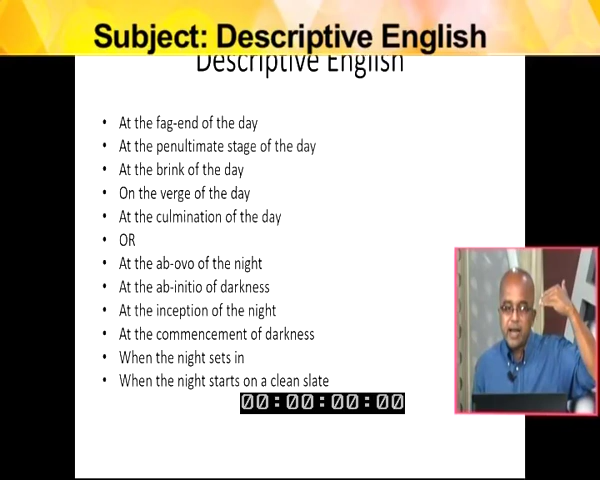 Subject: Descriptive English
Descriptive English
• At the fag-end of the day
• At the penultimate stage of the day
• At the brink of the day
• On the verge of the day
• At the culmination of the day
• OR
• At the ab-ovo of the night
• At the ab-initio of darkness
• At the inception of the night
• At the commencement of darkness
• When the night sets in
• When the night starts on a clean slate
00:00:00:00